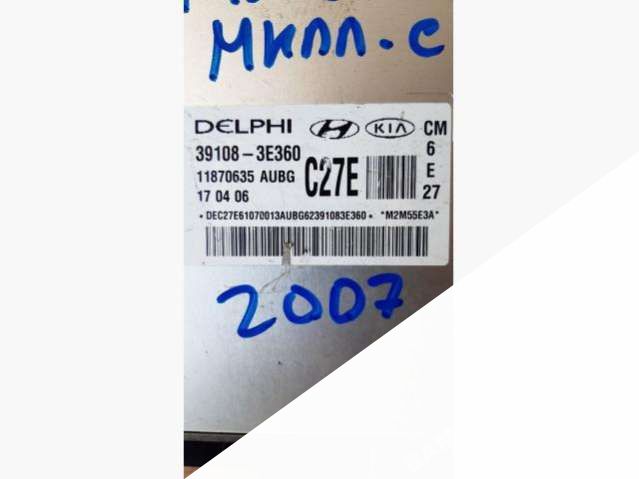 МКПП.С
DELPHI KIA CM
39108-3E360 6
11870635 AUBG C27E E
17 04 06 27
* DEC27E61070013AUBG62391083E360 * *M2M55E3A*
2007